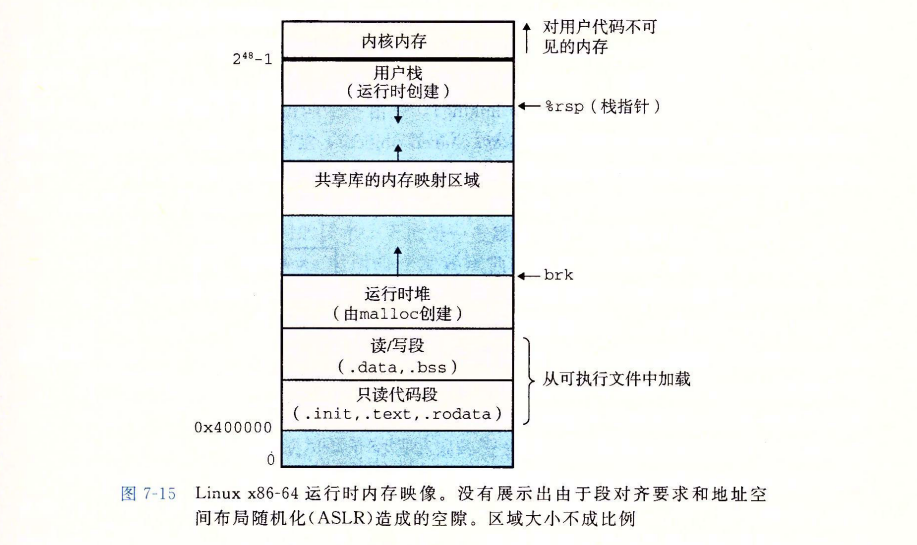 内核内存
对用户代码不可
见的内存
2⁴⁸-1
用户栈
(运行时创建)
%rsp(栈指针)
共享库的内存映射区域
brk
运行时堆
(由malloc创建)
读/写段
(.data,.bss)
从可执行文件中加载
只读代码段
(.init,.text,.rodata)
0x400000
0
图 7-15 Linux x86-64 运行时内存映像。没有展示出由于段对齐要求和地址空
间布局随机化(ASLR)造成的空隙。区域大小不成比例